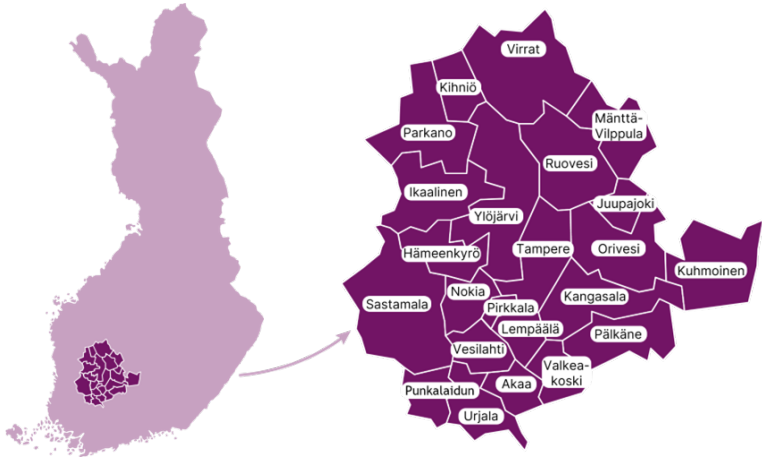 Virrat
Kihniö
Mänttä-
Vilppula
Parkano
Ruovesi
Ikaalinen
Juupajoki
Ylöjärvi
Hämeenkyrö
Tampere
Orivesi
Kuhmoinen
Nokia
Kangasala
Sastamala
Pirkkala
Lempäälä
Pälkäne
Vesilahti
Valkea-
koski
Akaa
Punkalaidun
Urjala